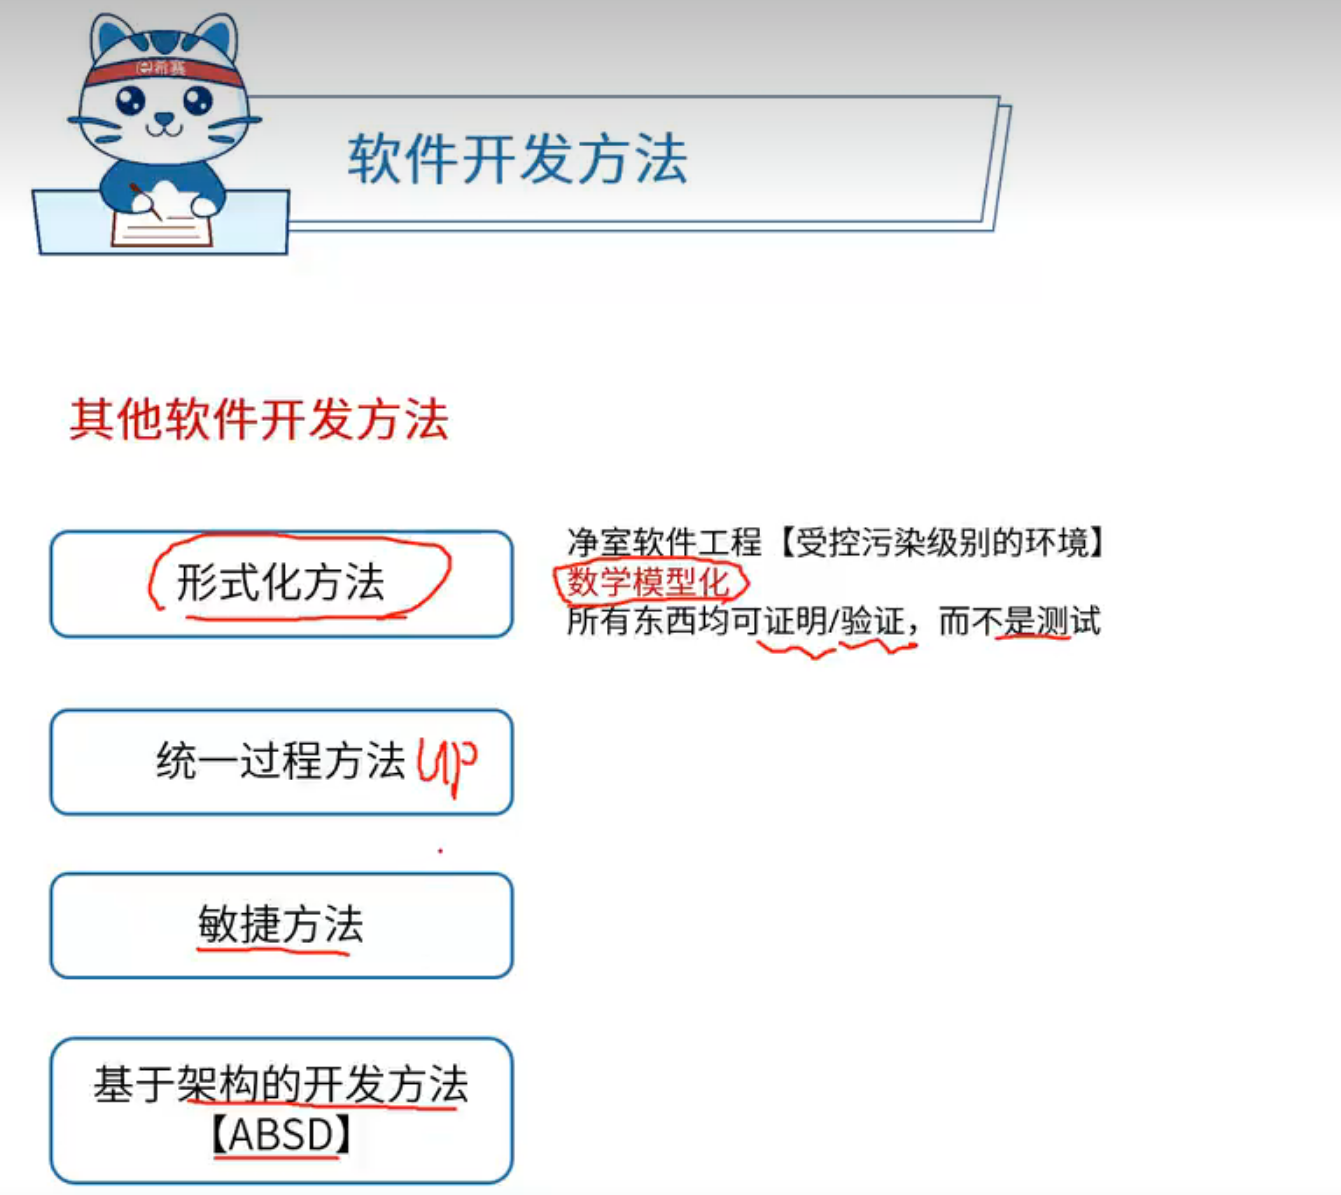 希赛
软件开发方法
其他软件开发方法
形式化方法
净室软件工程【受控污染级别的环境】
数学模型化
所有东西均可证明/验证，而不是测试
统一过程方法 UP
敏捷方法
基于架构的开发方法
【ABSD】